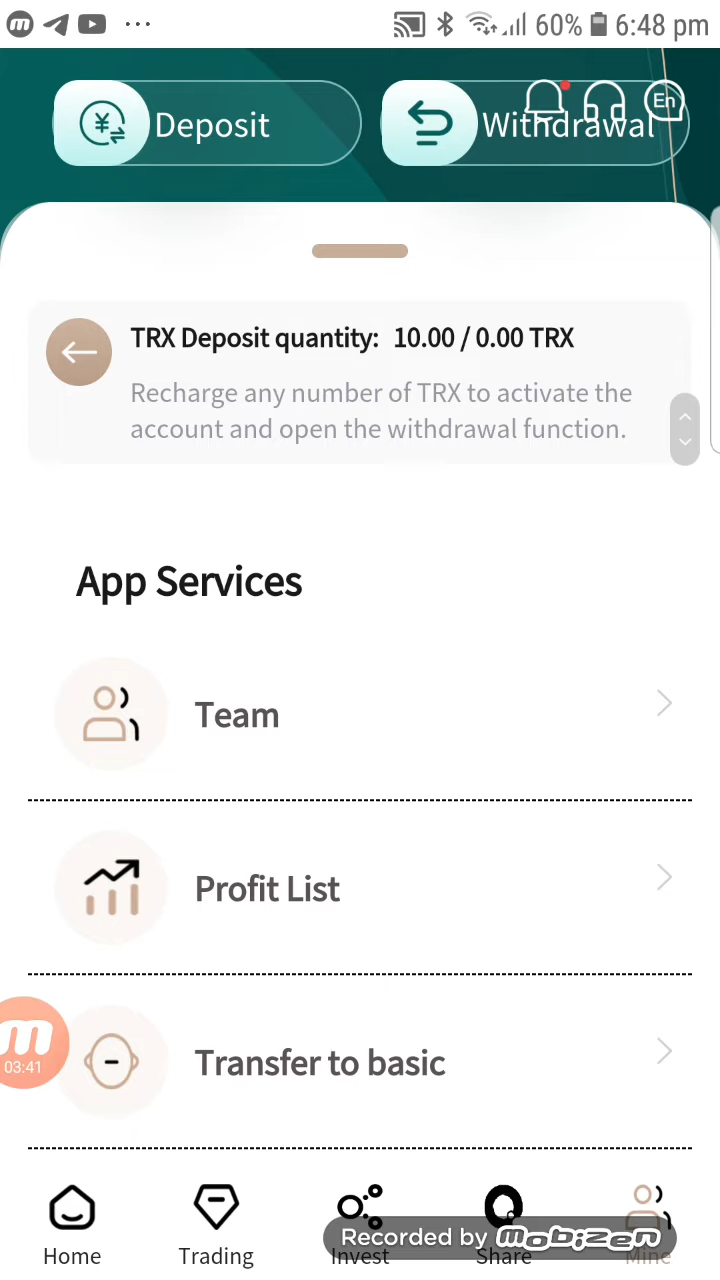 60% 6:48 pm
Deposit
Withdrawal
En
TRX Deposit quantity: 10.00 / 0.00 TRX
Recharge any number of TRX to activate the
account and open the withdrawal function.
App Services
Team
Profit List
03:41
Transfer to basic
Home
Trading
Invest
Share
Mine
Recorded by mobizen